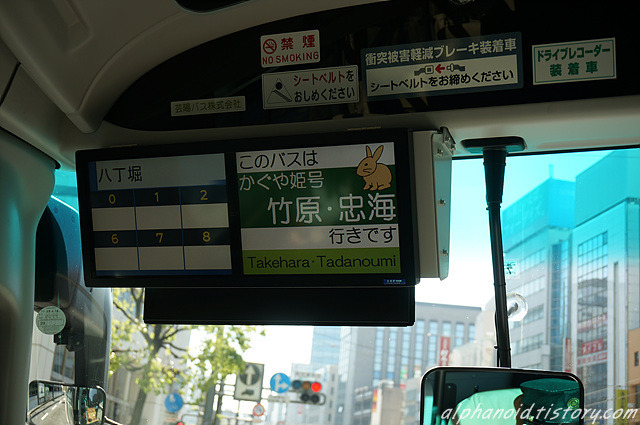 禁煙
NO SMOKING
シートベルトを
おしめください
衝突被害軽減ブレーキ装着車
シートベルトをお締めください
ドライブレコーダー
装着車
芸陽バス株式会社
八丁堀
0 1 2
6 7 8
このバスは
かぐや姫号
竹原・忠海
行きです
Takehara・Tadanoumi
alphanoid.tistory.com